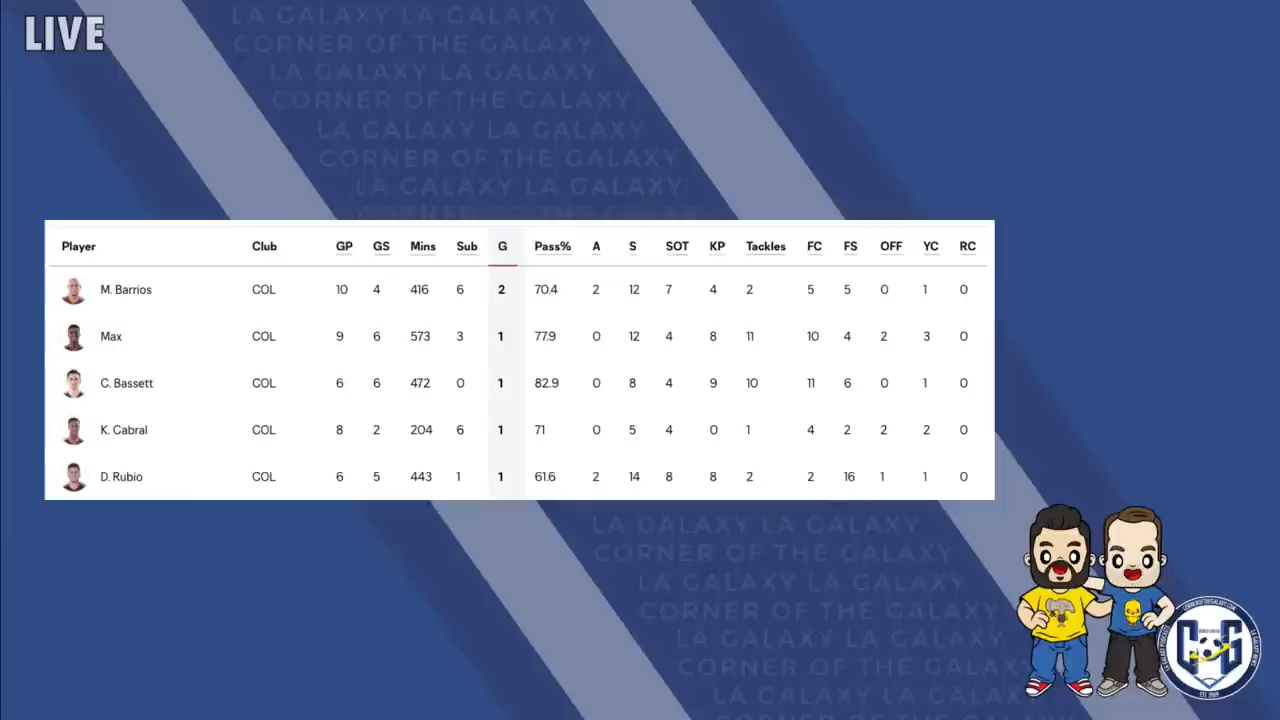 LIVE
LA GALAXY LA GALAXY
CORNER OF THE GALAXY
LA GALAXY LA GALAXY
CORNER OF THE GALAXY
LA GALAXY LA GALAXY
CORNER OF THE GALAXY
LA GALAXY LA GALAXY
Player Club GP GS Mins Sub G Pass% A S SOT KP Tackles FC FS OFF YC RC
M. Barrios COL 10 4 416 6 2 70.4 2 12 7 4 2 5 5 0 1 0
Max COL 9 6 573 3 1 77.9 0 12 4 8 11 10 4 2 3 0
C. Bassett COL 6 6 472 0 1 82.9 0 8 4 9 10 11 6 0 1 0
K. Cabral COL 8 2 204 6 1 71 0 5 4 0 1 4 2 2 2 0
D. Rubio COL 6 5 443 1 1 61.6 2 14 8 8 2 2 16 1 1 0
LA GALAXY LA GALAXY
CORNER OF THE GALAXY
LA GALAXY LA GALAXY
CORNER OF THE GALAXY
LA GALAXY LA GALAXY
CORNER OF THE GALAXY
LA GALAXY LA GALAXY
CORNEROFTHEGALAXY.COM
EST. 2009